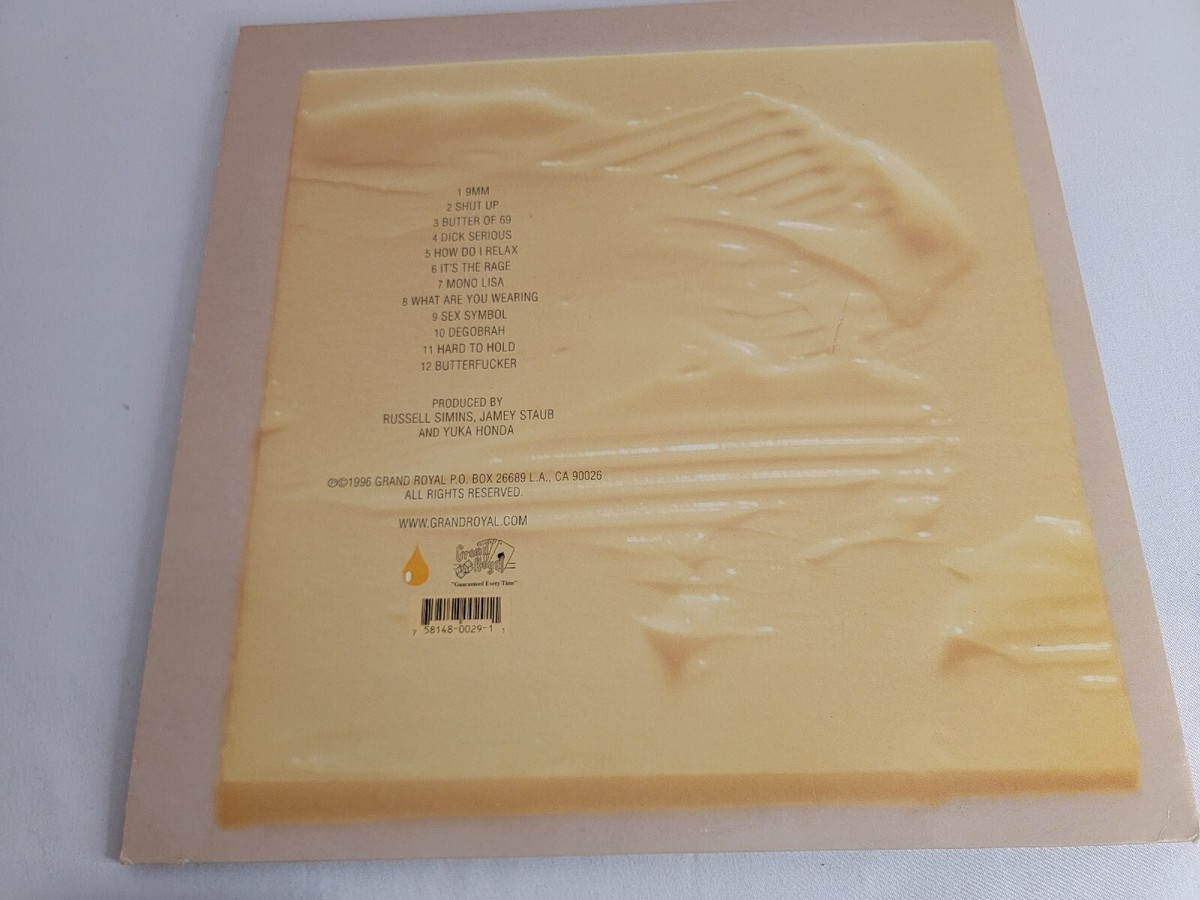 1 9MM
2 SHUT UP
3 BUTTER OF 69
4 DICK SERIOUS
5 HOW DO I RELAX
6 IT'S THE RAGE
7 MONO LISA
8 WHAT ARE YOU WEARING
9 SEX SYMBOL
10 DEGOBRAH
11 HARD TO HOLD
12 BUTTERFUCKER
PRODUCED BY
RUSSELL SIMINS, JAMEY STAUB
AND YUKA HONDA
℗©1996 GRAND ROYAL P.O. BOX 26689 L.A., CA 90026
ALL RIGHTS RESERVED.
WWW.GRANDROYAL.COM
Grand
Royal
"Guaranteed Every Time"
7 58148-0029-1 1